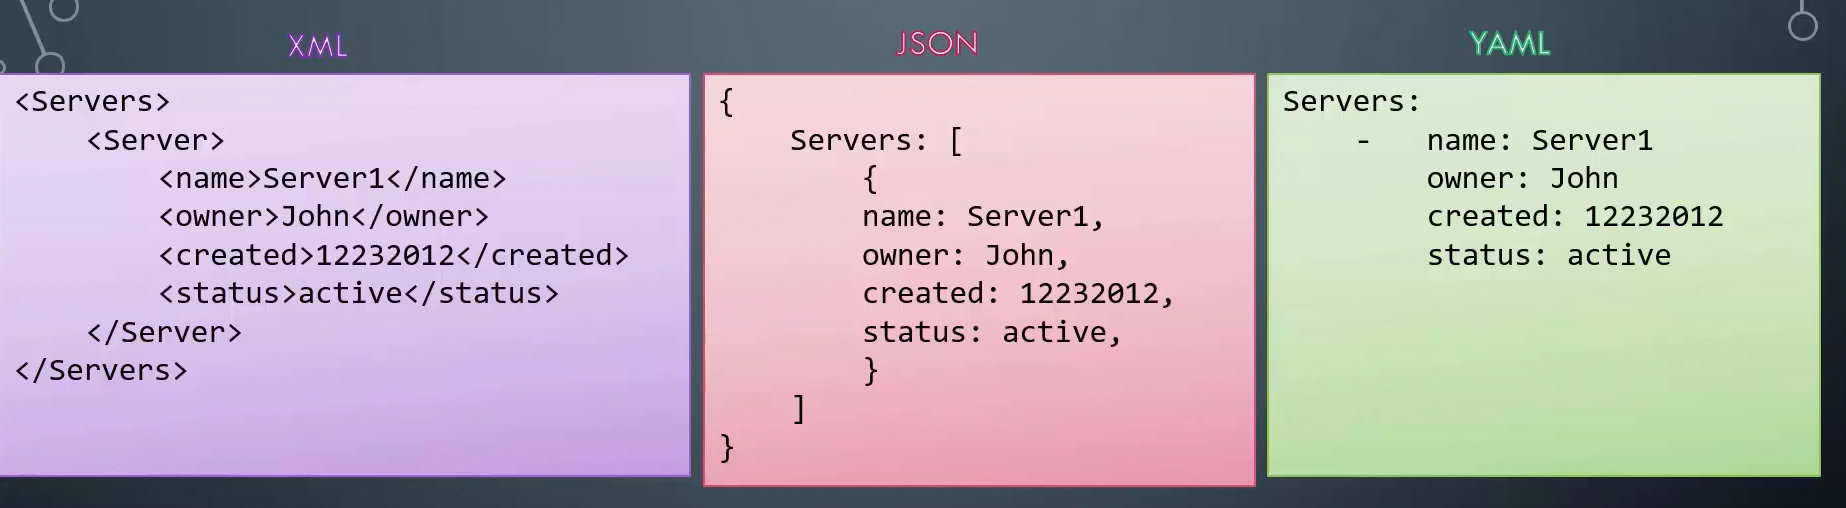 XML
<Servers>
<Server>
<name>Server1</name>
<owner>John</owner>
<created>12232012</created>
<status>active</status>
</Server>
</Servers>
JSON
{
Servers: [
{
name: Server1,
owner: John,
created: 12232012,
status: active,
}
]
}
YAML
Servers:
- name: Server1
owner: John
created: 12232012
status: active